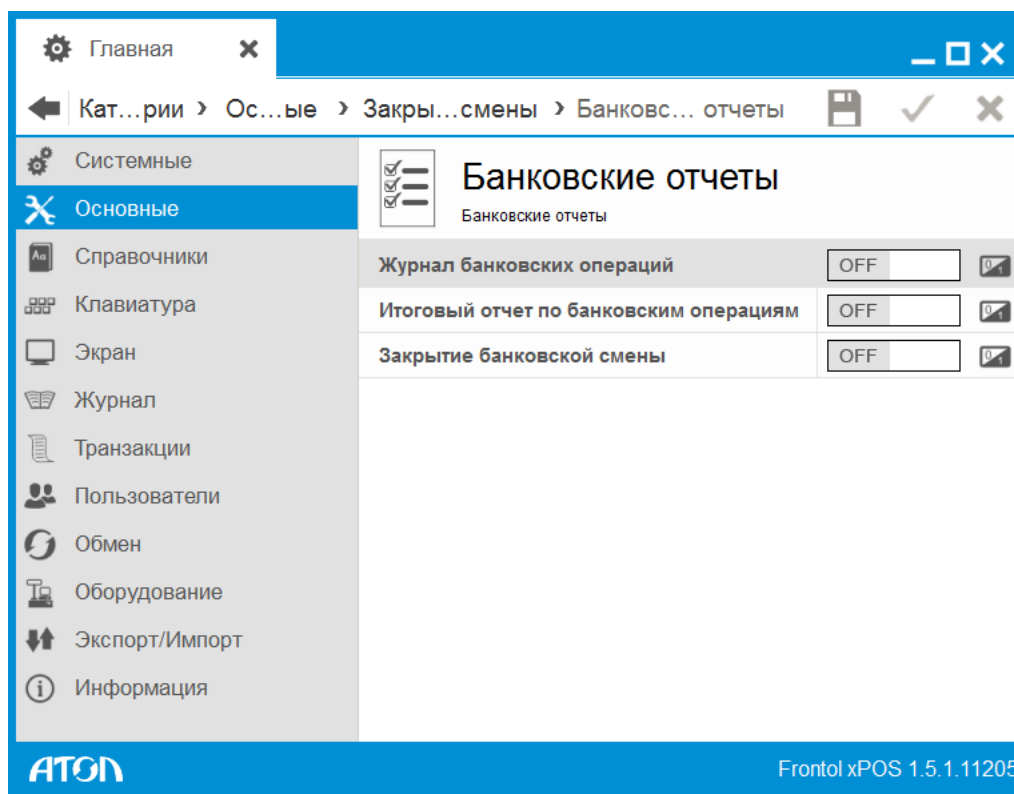 Главная
Кат...рии › Ос...ые › Закры...смены › Банковс... отчеты
Системные
Основные
Справочники
Клавиатура
Экран
Журнал
Транзакции
Пользователи
Обмен
Оборудование
Экспорт/Импорт
Информация
Банковские отчеты
Банковские отчеты
Журнал банковских операций OFF
Итоговый отчет по банковским операциям OFF
Закрытие банковской смены OFF
АТОЛ
Frontol xPOS 1.5.1.11205